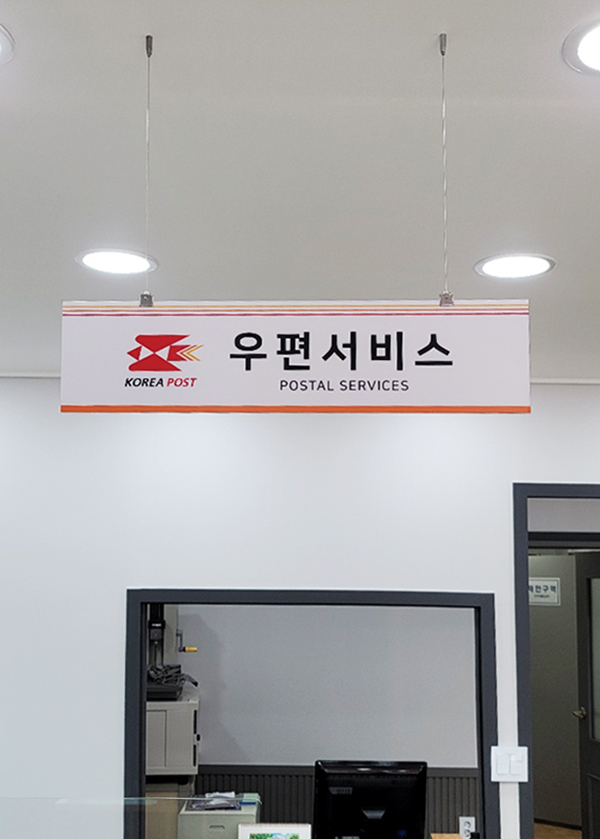 우편서비스
KOREA POST
POSTAL SERVICES